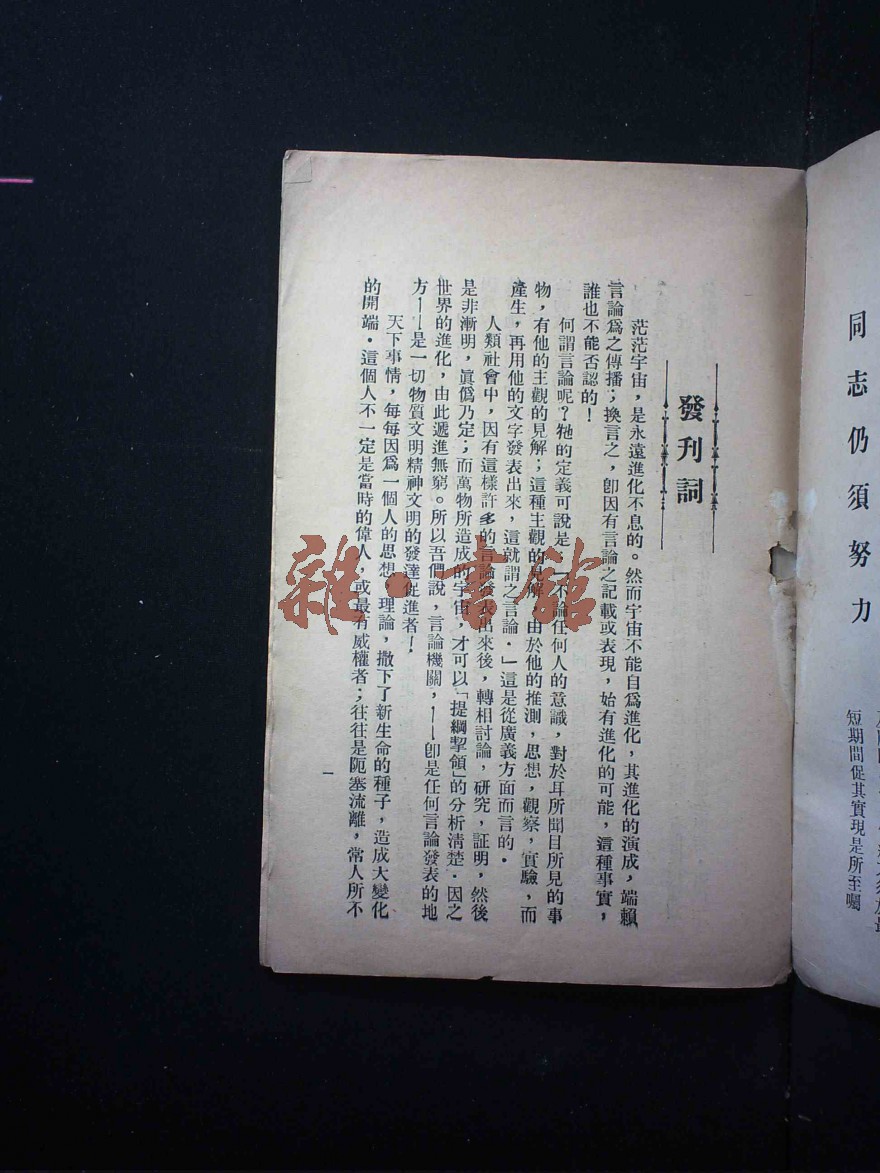 同志仍須努力
短期間促其實現是所至囑
發刊詞
茫茫宇宙，是永遠進化不息的。然而宇宙不能自爲進化，其進化的演成，端賴
言論爲之傳播；換言之，卽因有言論之記載或表現，始有進化的可能，這種事實，
誰也不能否認的！
何謂言論呢？牠的定義可說是：「不論任何人的意識，對於耳所聞目所見的事
物，有他的主觀的見解；這種主觀的見解，由於他的推測，思想，觀察，實驗，而
產生，再用他的文字發表出來，這就謂之言論．」這是從廣義方面而言的．
人類社會中，因有這樣許多的言論發表出來後，轉相討論，研究，証明，然後
是非漸明，眞僞乃定；而萬物所造成的宇宙，才可以「提綱挈領」的分析清楚．因之
世界的進化，由此遞進無窮。所以吾們說，言論機關，——卽是任何言論發表的地
方——是一切物質文明精神文明的發達促進者！
天下事情，每每因爲一個人的思想，理論，撒下了新生命的種子，造成大變化
的開端．這個人不一定是當時的偉人，或最有威權者；往往是阨塞流離，常人所不
一
雜·書館